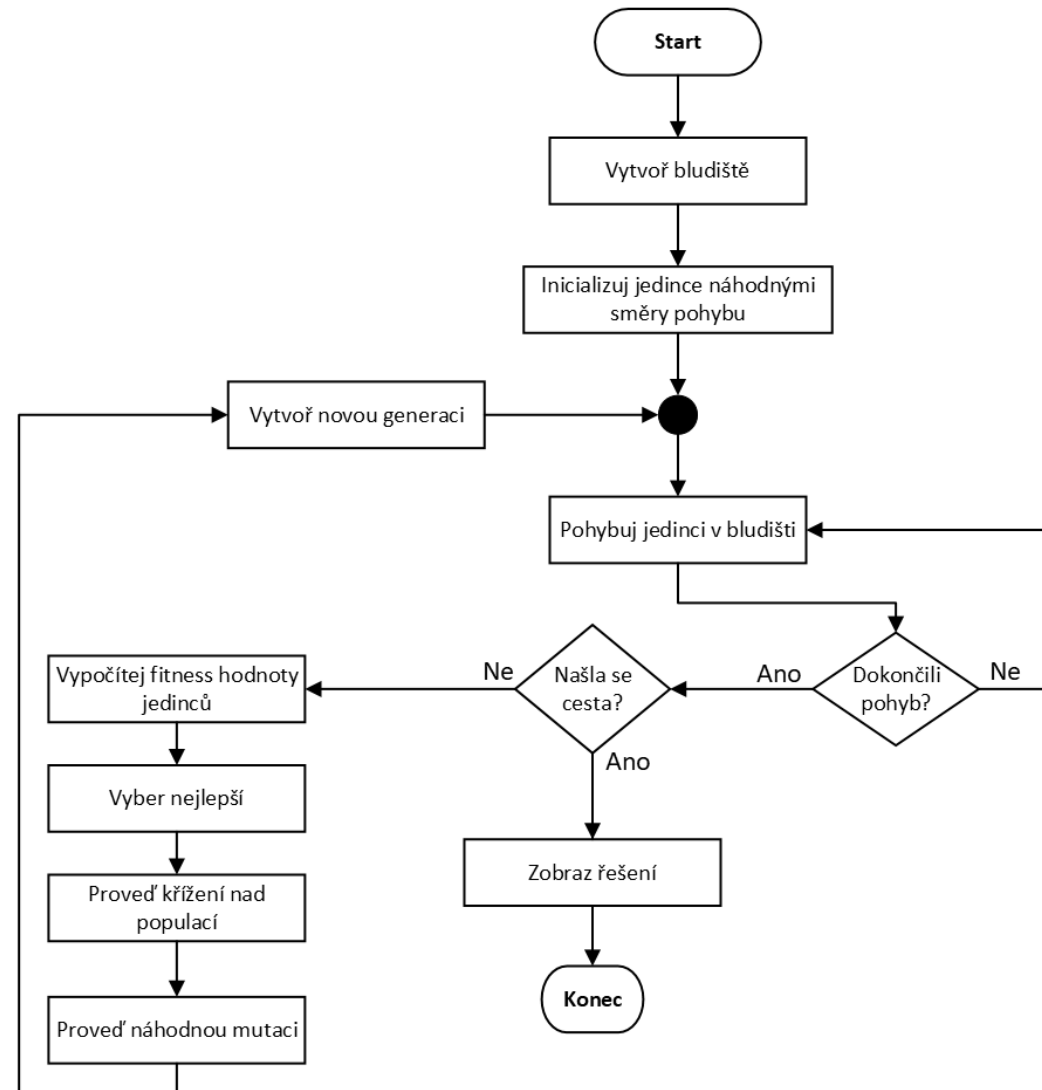 Start
Vytvoř bludiště
Inicializuj jedince náhodnými
směry pohybu
Vytvoř novou generaci
Pohybuj jedinci v bludišti
Dokončili
pohyb?
Ne
Ano
Našla se
cesta?
Ne
Ano
Vypočítej fitness hodnoty
jedinců
Vyber nejlepší
Proveď křížení nad
populací
Proveď náhodnou mutaci
Zobraz řešení
Konec